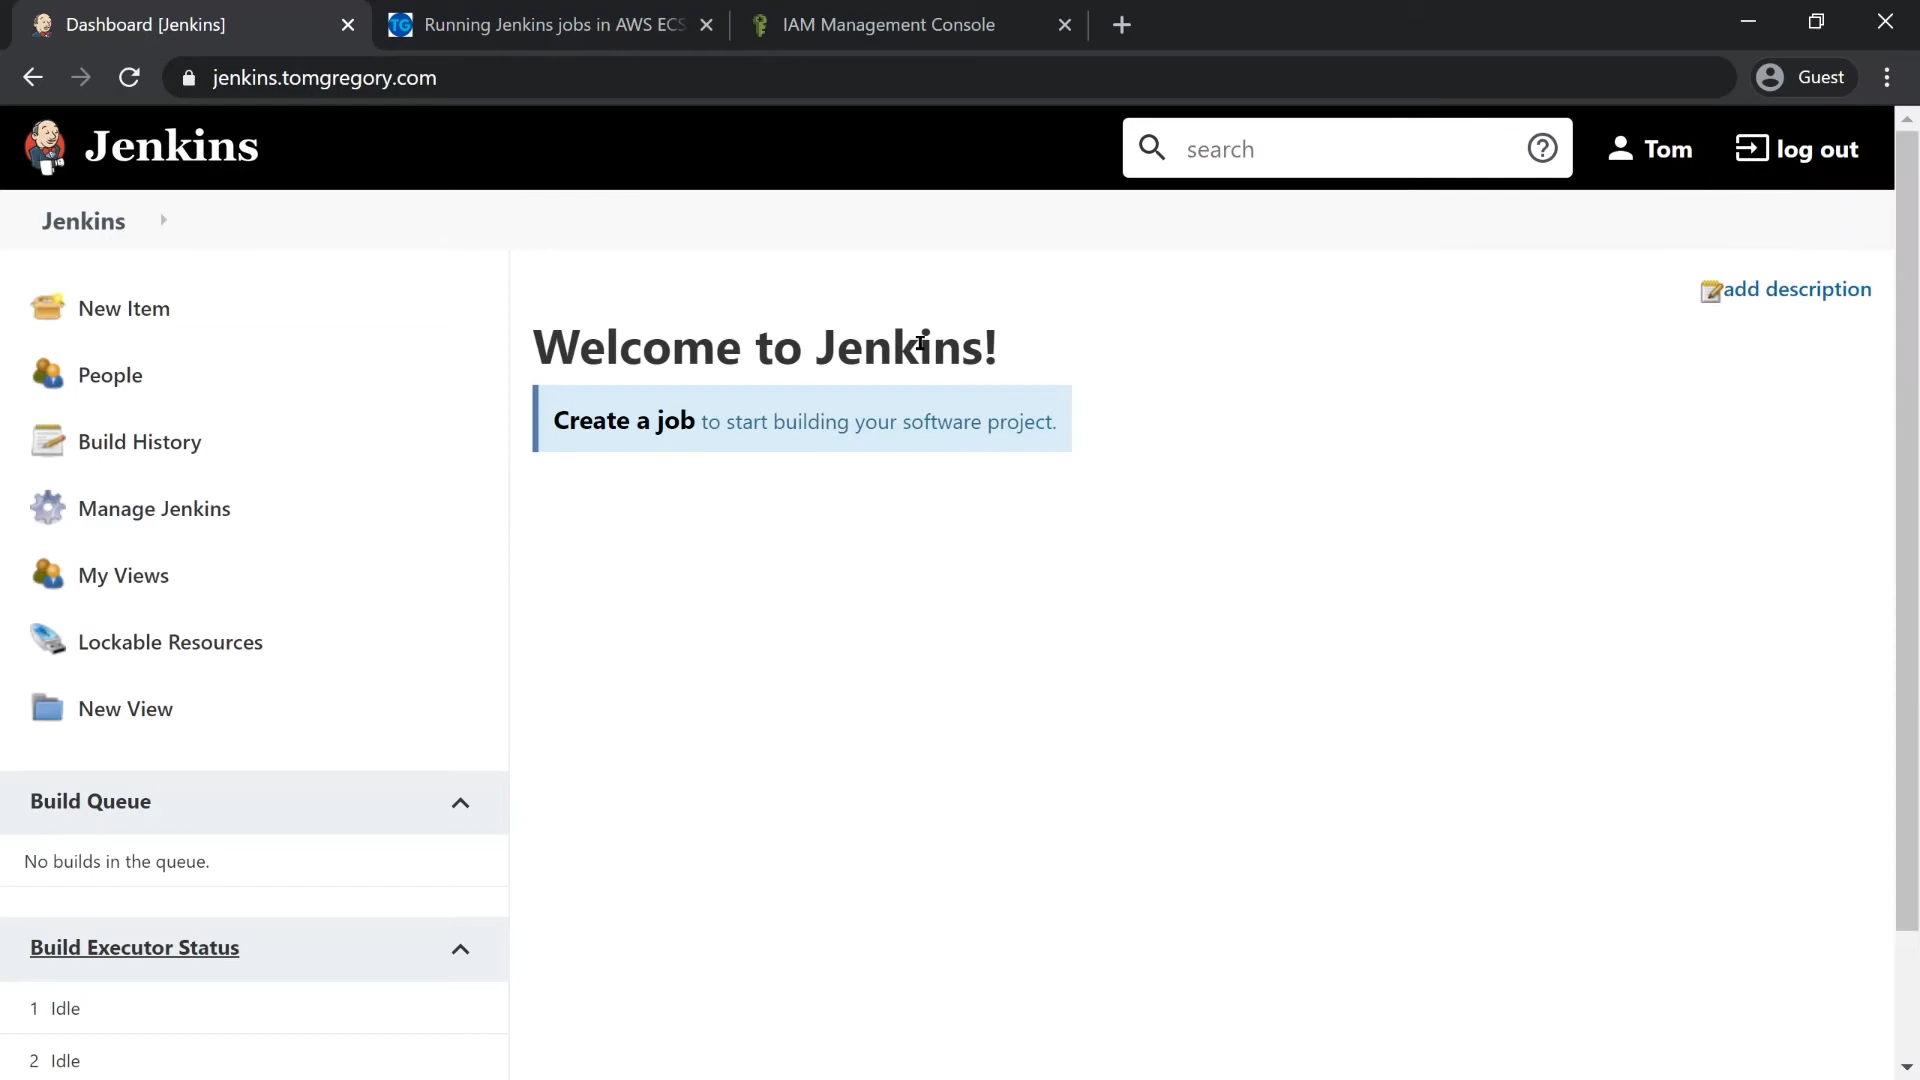 Dashboard [Jenkins]
Running Jenkins jobs in AWS ECS
IAM Management Console
jenkins.tomgregory.com
Guest
Jenkins
search
Tom
log out
Jenkins
add description
New Item
People
Build History
Manage Jenkins
My Views
Lockable Resources
New View
Welcome to Jenkins!
Create a job to start building your software project.
Build Queue
No builds in the queue.
Build Executor Status
1 Idle
2 Idle